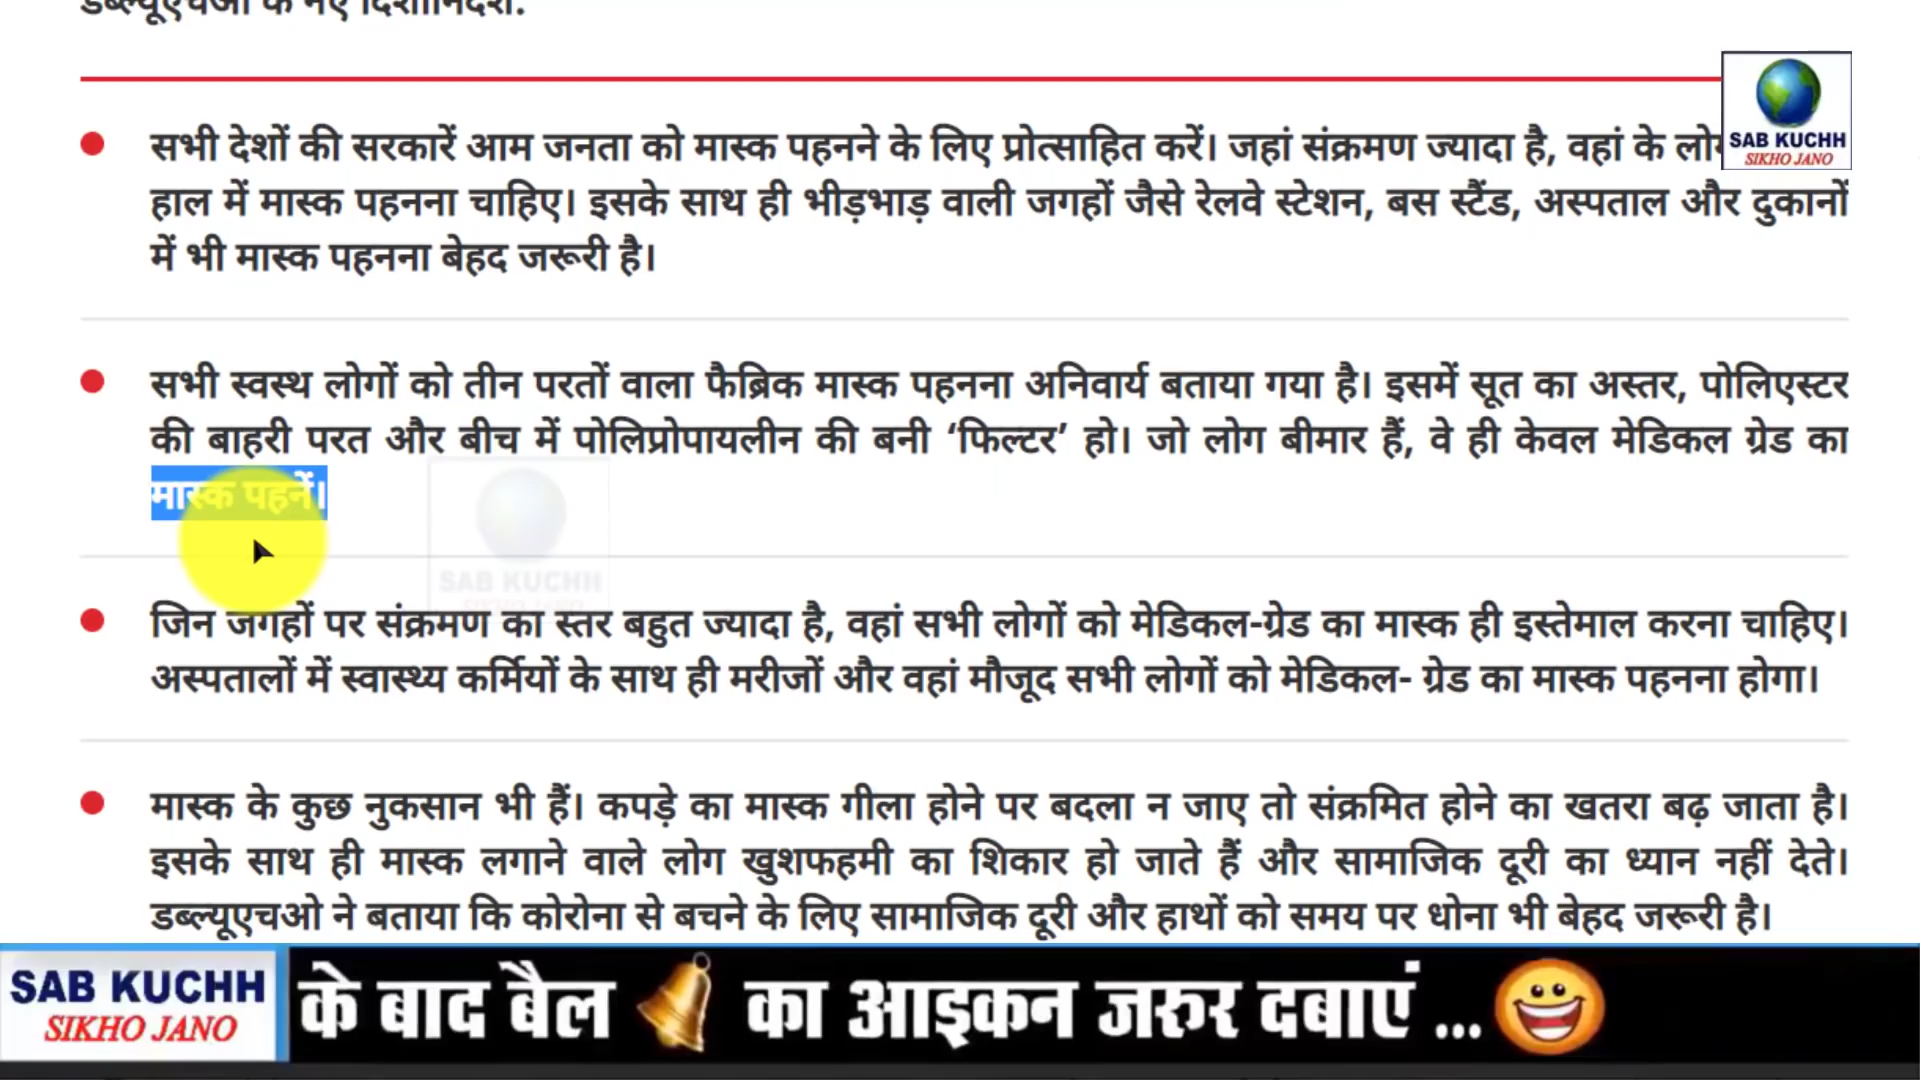 डब्ल्यूएचओ के नए दिशानिर्देश:
SAB KUCHH
SIKHO JANO
सभी देशों की सरकारें आम जनता को मास्क पहनने के लिए प्रोत्साहित करें। जहां संक्रमण ज्यादा है, वहां के
हाल में मास्क पहनना चाहिए। इसके साथ ही भीड़भाड़ वाली जगहों जैसे रेलवे स्टेशन, बस स्टैंड, अस्पताल और दुकानों
में भी मास्क पहनना बेहद जरूरी है।
सभी स्वस्थ लोगों को तीन परतों वाला फैब्रिक मास्क पहनना अनिवार्य बताया गया है। इसमें सूत का अस्तर, पोलिएस्टर
की बाहरी परत और बीच में पोलिप्रोपायलीन की बनी ‘फिल्टर’ हो। जो लोग बीमार हैं, वे ही केवल मेडिकल ग्रेड का
मास्क पहनें।
SAB KUCHH
SIKHO JANO
जिन जगहों पर संक्रमण का स्तर बहुत ज्यादा है, वहां सभी लोगों को मेडिकल-ग्रेड का मास्क ही इस्तेमाल करना चाहिए।
अस्पतालों में स्वास्थ्य कर्मियों के साथ ही मरीजों और वहां मौजूद सभी लोगों को मेडिकल- ग्रेड का मास्क पहनना होगा।
मास्क के कुछ नुकसान भी हैं। कपड़े का मास्क गीला होने पर बदला न जाए तो संक्रमित होने का खतरा बढ़ जाता है।
इसके साथ ही मास्क लगाने वाले लोग खुशफहमी का शिकार हो जाते हैं और सामाजिक दूरी का ध्यान नहीं देते।
डब्ल्यूएचओ ने बताया कि कोरोना से बचने के लिए सामाजिक दूरी और हाथों को समय पर धोना भी बेहद जरूरी है।
SAB KUCHH
SIKHO JANO
के बाद बैल का आइकन जरुर दबाएं ...